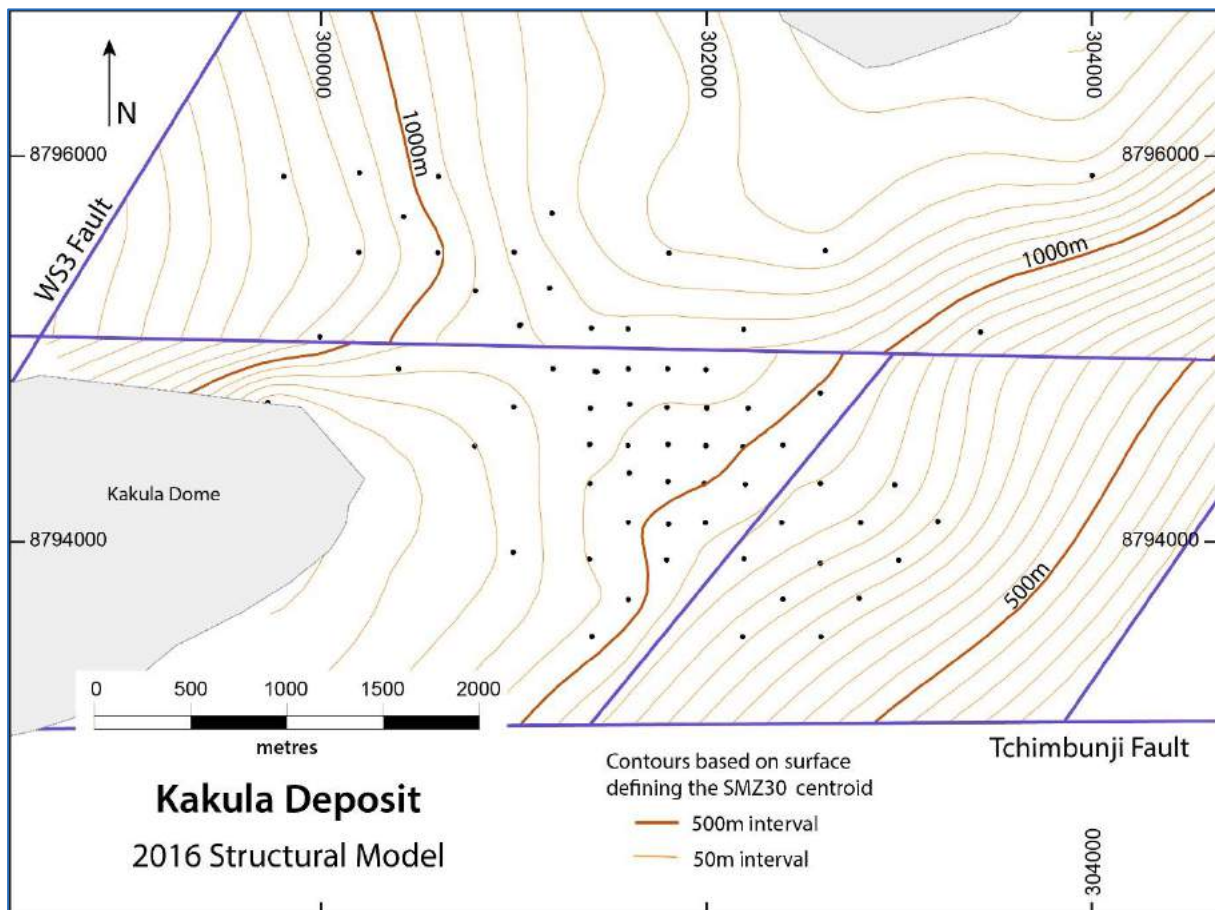 300000
302000
304000
N
1000m
8796000
8796000
WS3 Fault
1000m
Kakula Dome
8794000
8794000
500m
0 500 1000 1500 2000
metres
Tchimbunji Fault
Contours based on surface
defining the SMZ30 centroid
500m interval
50m interval
Kakula Deposit
2016 Structural Model
304000